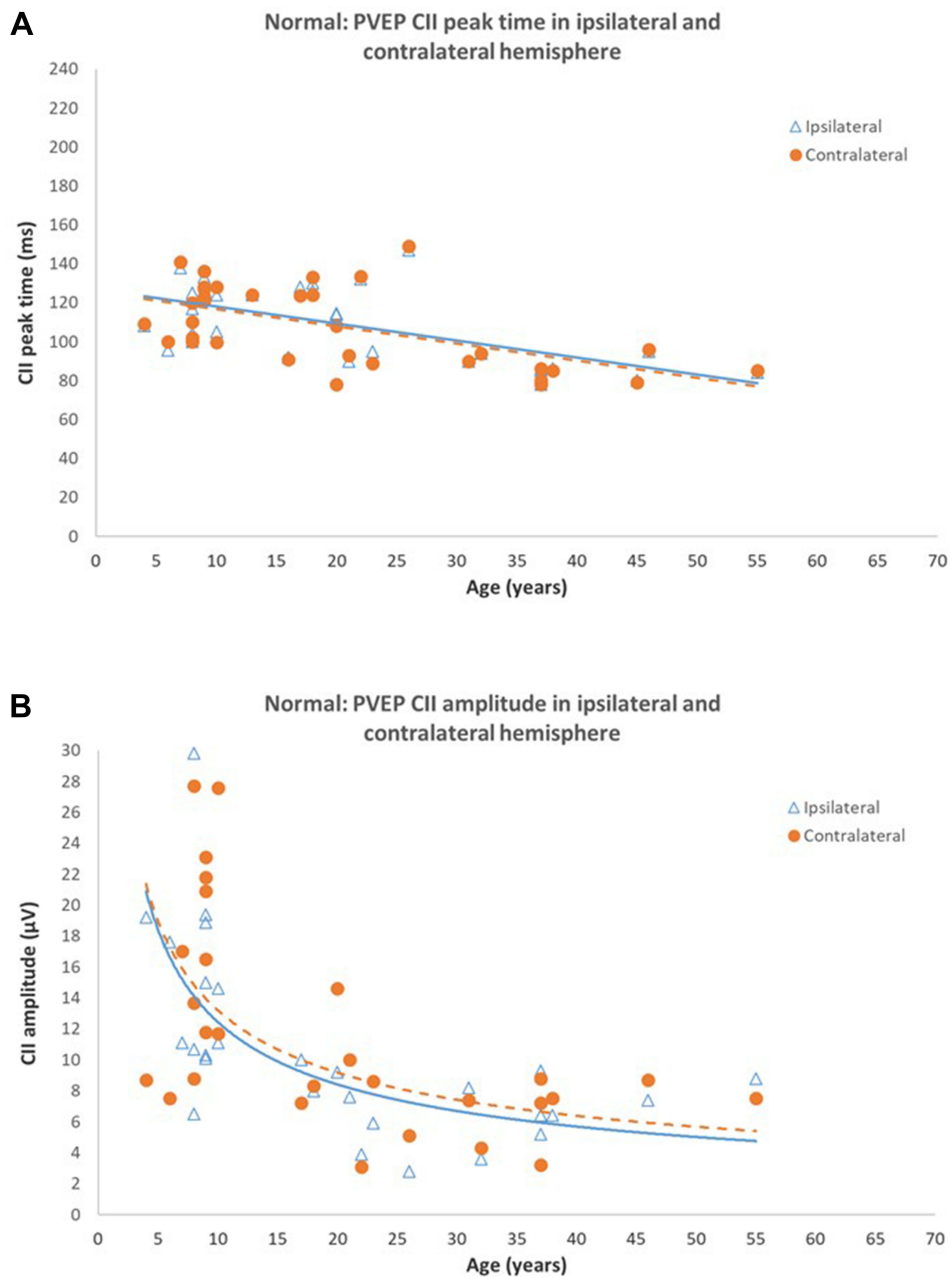 A
Normal: PVEP CII peak time in ipsilateral and
contralateral hemisphere
240
220
200
180
160
140
120
100
80
60
40
20
0
CII peak time (ms)
Ipsilateral
Contralateral
0 5 10 15 20 25 30 35 40 45 50 55 60 65 70
Age (years)
B
Normal: PVEP CII amplitude in ipsilateral and
contralateral hemisphere
30
28
26
24
22
20
18
16
14
12
10
8
6
4
2
0
CII amplitude (µV)
Ipsilateral
Contralateral
0 5 10 15 20 25 30 35 40 45 50 55 60 65 70
Age (years)